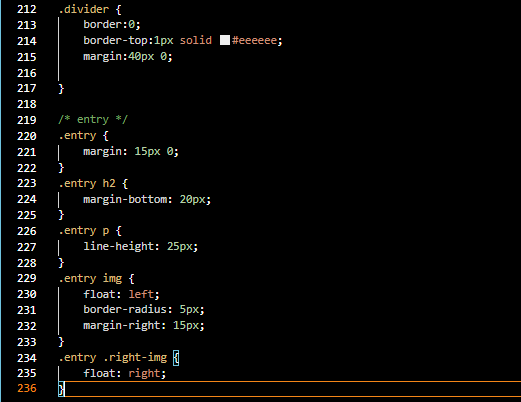 212 .divider {
213 border:0;
214 border-top:1px solid #eeeeee;
215 margin:40px 0;
216
217 }
218
219 /* entry */
220 .entry {
221 margin: 15px 0;
222 }
223 .entry h2 {
224 margin-bottom: 20px;
225 }
226 .entry p {
227 line-height: 25px;
228 }
229 .entry img {
230 float: left;
231 border-radius: 5px;
232 margin-right: 15px;
233 }
234 .entry .right-img {
235 float: right;
236 }